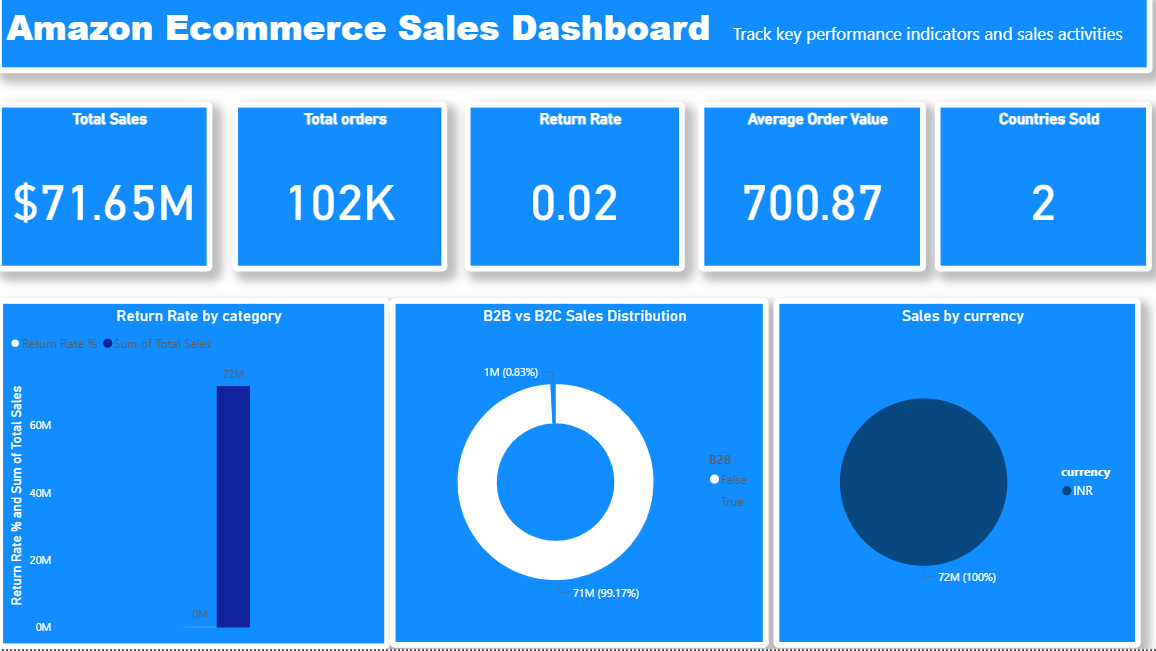 Amazon Ecommerce Sales Dashboard
Track key performance indicators and sales activities
Total Sales
$71.65M
Total orders
102K
Return Rate
0.02
Average Order Value
700.87
Countries Sold
2
Return Rate by category
Return Rate % Sum of Total Sales
Return Rate % and Sum of Total Sales
72M
60M
40M
20M
0M
0M
B2B vs B2C Sales Distribution
1M (0.83%)
B2B
False
True
71M (99.17%)
Sales by currency
currency
INR
72M (100%)